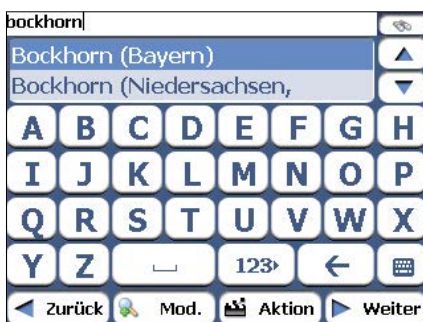 bockhorn
Bockhorn (Bayern)
Bockhorn (Niedersachsen,
A B C D E F G H
I J K L M N O P
Q R S T U V W X
Y Z 123
Zurück Mod. Aktion Weiter